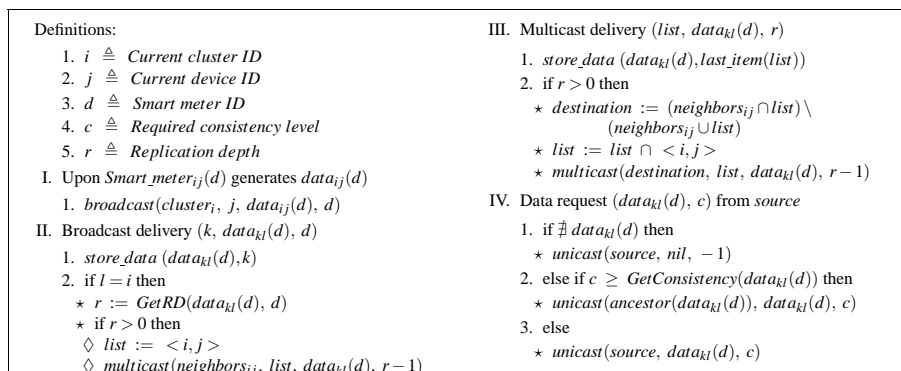 Definitions:
1. i ≜ Current cluster ID
2. j ≜ Current device ID
3. d ≜ Smart meter ID
4. c ≜ Required consistency level
5. r ≜ Replication depth
I. Upon Smart_meter_ij(d) generates data_ij(d)
1. broadcast(cluster_i, j, data_ij(d), d)
II. Broadcast delivery (k, data_kl(d), d)
1. store_data (data_kl(d),k)
2. if l = i then
⋆ r := GetRD(data_kl(d), d)
⋆ if r > 0 then
◊ list := < i, j >
◊ multicast(neighbors_ij, list, data_kl(d), r−1)
III. Multicast delivery (list, data_kl(d), r)
1. store_data (data_kl(d),last_item(list))
2. if r > 0 then
⋆ destination := (neighbors_ij ∩ list) \
(neighbors_ij ∪ list)
⋆ list := list ∩ < i, j >
⋆ multicast(destination, list, data_kl(d), r−1)
IV. Data request (data_kl(d), c) from source
1. if ∄ data_kl(d) then
⋆ unicast(source, nil, −1)
2. else if c ≥ GetConsistency(data_kl(d)) then
⋆ unicast(ancestor(data_kl(d)), data_kl(d), c)
3. else
⋆ unicast(source, data_kl(d), c)